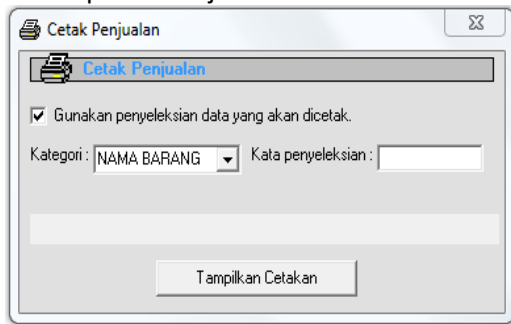 Cetak Penjualan
Cetak Penjualan
Gunakan penyeleksian data yang akan dicetak.
Kategori : NAMA BARANG Kata penyeleksian :
Tampilkan Cetakan